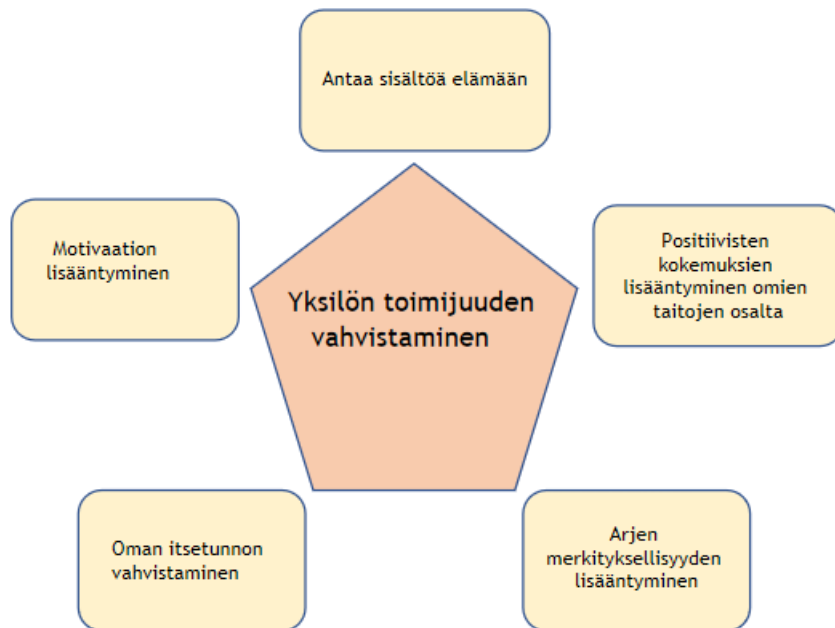 Antaa sisältöä elämään
Motivaation
lisääntyminen
Positiivisten
kokemuksien
lisääntyminen omien
taitojen osalta
Yksilön toimijuuden
vahvistaminen
Oman itsetunnon
vahvistaminen
Arjen
merkityksellisyyden
lisääntyminen